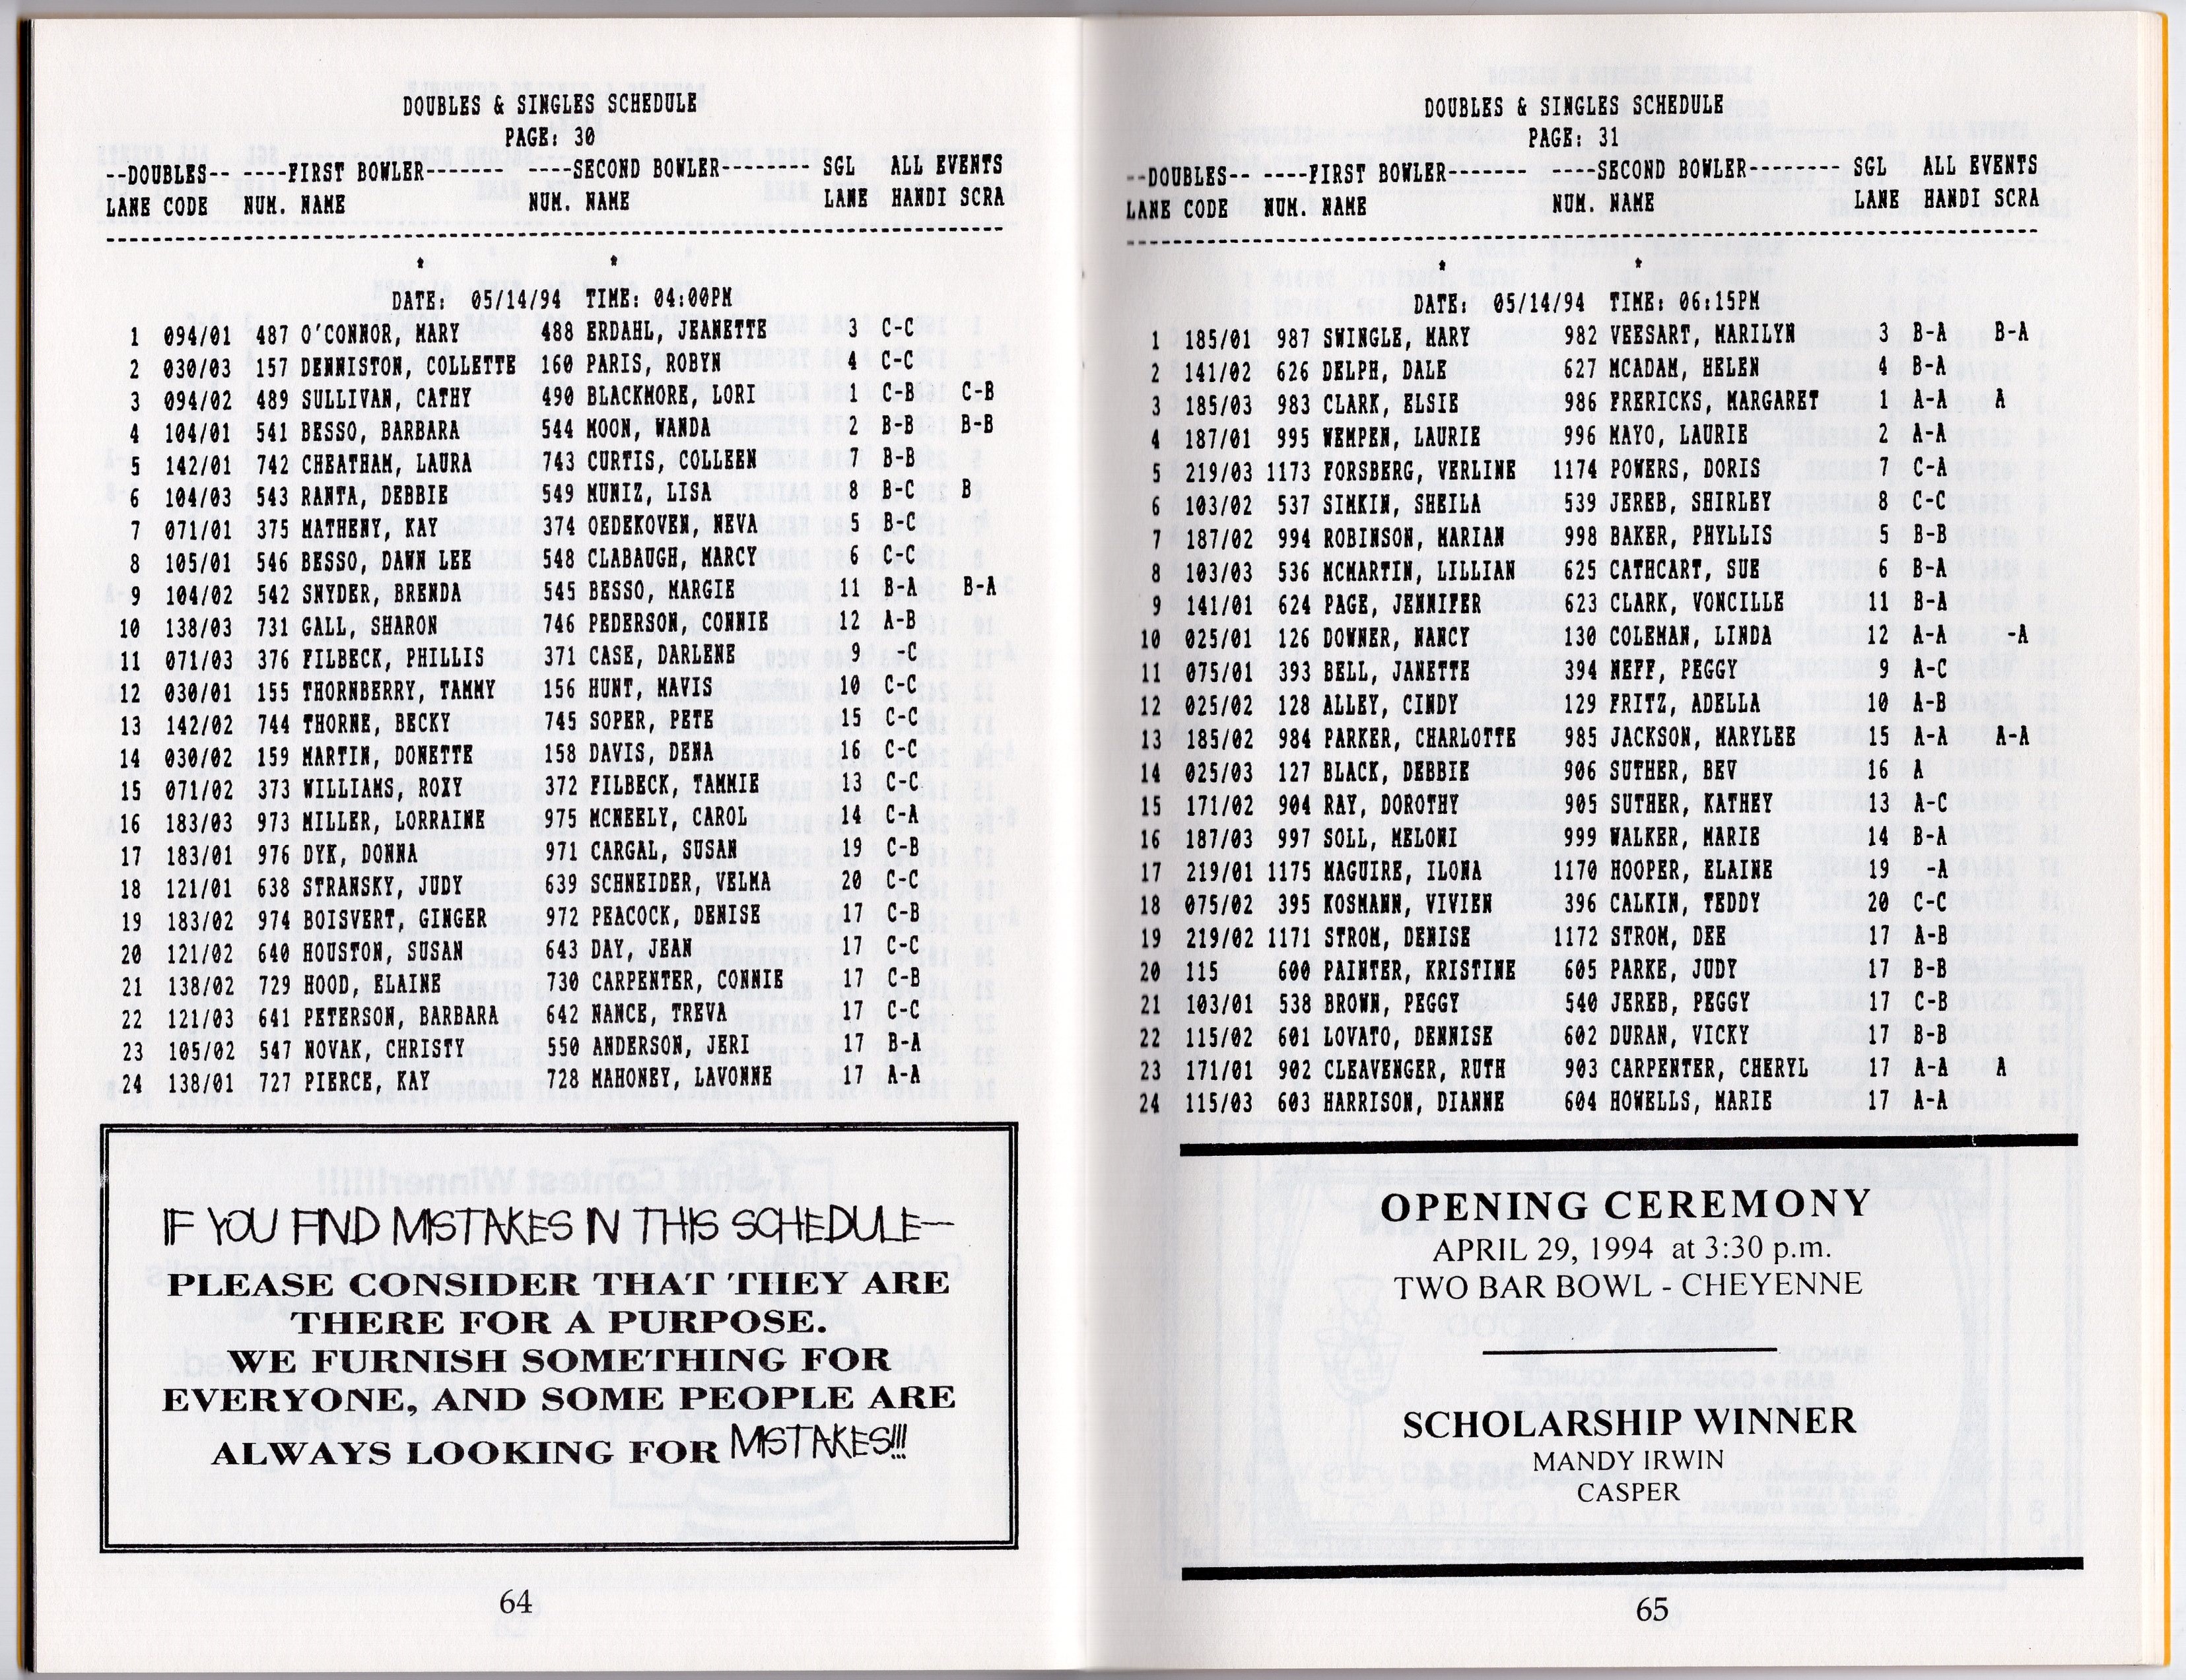 DOUBLES & SINGLES SCHEDULE
PAGE: 30
--DOUBLES-- ----FIRST BOWLER------- ----SECOND BOWLER-------- SGL ALL EVENTS
LANE CODE NUM. NAME NUM. NAME LANE HANDI SCRA
* *
DATE: 05/14/94 TIME: 04:00PM
1 094/01 487 O'CONNOR, MARY 488 ERDAHL, JEANETTE 3 C-C
2 030/03 157 DENNISTON, COLLETTE 160 PARIS, ROBYN 4 C-C
3 094/02 489 SULLIVAN, CATHY 490 BLACKMORE, LORI 1 C-B C-B
4 104/01 541 BESSO, BARBARA 544 MOON, WANDA 2 B-B B-B
5 142/01 742 CHEATHAM, LAURA 743 CURTIS, COLLEEN 7 B-B
6 104/03 543 RANTA, DEBBIE 549 MUNIZ, LISA 8 B-C B
7 071/01 375 MATHENY, KAY 374 OEDEKOVEN, NEVA 5 B-C
8 105/01 546 BESSO, DAWN LEE 548 CLABAUGH, MARCY 6 C-C
9 104/02 542 SNYDER, BRENDA 545 BESSO, MARGIE 11 B-A B-A
10 138/03 731 GALL, SHARON 746 PEDERSON, CONNIE 12 A-B
11 071/03 376 FILBECK, PHILLIS 371 CASE, DARLENE 9 -C
12 030/01 155 THORNBERRY, TAMMY 156 HUNT, MAVIS 10 C-C
13 142/02 744 THORNE, BECKY 745 SOPER, PETE 15 C-C
14 030/02 159 MARTIN, DONETTE 158 DAVIS, DENA 16 C-C
15 071/02 373 WILLIAMS, ROXY 372 FILBECK, TAMMIE 13 C-C
16 183/03 973 MILLER, LORRAINE 975 MCNEELY, CAROL 14 C-A
17 183/01 976 DYK, DONNA 971 CARGAL, SUSAN 19 C-B
18 121/01 638 STRANSKY, JUDY 639 SCHNEIDER, VELMA 20 C-C
19 183/02 974 BOISVERT, GINGER 972 PEACOCK, DENISE 17 C-B
20 121/02 640 HOUSTON, SUSAN 643 DAY, JEAN 17 C-C
21 138/02 729 HOOD, ELAINE 730 CARPENTER, CONNIE 17 C-B
22 121/03 641 PETERSON, BARBARA 642 NANCE, TREVA 17 C-C
23 105/02 547 NOVAK, CHRISTY 550 ANDERSON, JERI 17 B-A
24 138/01 727 PIERCE, KAY 728 MAHONEY, LAVONNE 17 A-A
IF YOU FIND MISTAKES IN THIS SCHEDULE—
PLEASE CONSIDER THAT THEY ARE
THERE FOR A PURPOSE.
WE FURNISH SOMETHING FOR
EVERYONE, AND SOME PEOPLE ARE
ALWAYS LOOKING FOR MISTAKES!!!
64
DOUBLES & SINGLES SCHEDULE
PAGE: 31
--DOUBLES-- ----FIRST BOWLER------- ----SECOND BOWLER-------- SGL ALL EVENTS
LANE CODE NUM. NAME NUM. NAME LANE HANDI SCRA
* *
DATE: 05/14/94 TIME: 06:15PM
1 185/01 987 SWINGLE, MARY 982 VEESART, MARILYN 3 B-A B-A
2 141/02 626 DELPH, DALE 627 MCADAM, HELEN 4 B-A
3 185/03 983 CLARK, ELSIE 986 FRERICKS, MARGARET 1 A-A A
4 187/01 995 WEMPEN, LAURIE 996 MAYO, LAURIE 2 A-A
5 219/03 1173 FORSBERG, VERLINE 1174 POWERS, DORIS 7 C-A
6 103/02 537 SIMKIN, SHEILA 539 JEREB, SHIRLEY 8 C-C
7 187/02 994 ROBINSON, MARIAN 998 BAKER, PHYLLIS 5 B-B
8 103/03 536 MCMARTIN, LILLIAN 625 CATHCART, SUE 6 B-A
9 141/01 624 PAGE, JENNIFER 623 CLARK, VONCILLE 11 B-A
10 025/01 126 DOWNER, NANCY 130 COLEMAN, LINDA 12 A-A -A
11 075/01 393 BELL, JANETTE 394 NEFF, PEGGY 9 A-C
12 025/02 128 ALLEY, CINDY 129 FRITZ, ADELLA 10 A-B
13 185/02 984 PARKER, CHARLOTTE 985 JACKSON, MARYLEE 15 A-A A-A
14 025/03 127 BLACK, DEBBIE 906 SUTHER, BEV 16 A
15 171/02 904 RAY, DOROTHY 905 SUTHER, KATHEY 13 A-C
16 187/03 997 SOLL, MELONI 999 WALKER, MARIE 14 B-A
17 219/01 1175 MAGUIRE, ILONA 1170 HOOPER, ELAINE 19 -A
18 075/02 395 KOSMANN, VIVIEN 396 CALKIN, TEDDY 20 C-C
19 219/02 1171 STROM, DENISE 1172 STROM, DEE 17 A-B
20 115 600 PAINTER, KRISTINE 605 PARKE, JUDY 17 B-B
21 103/01 538 BROWN, PEGGY 540 JEREB, PEGGY 17 C-B
22 115/02 601 LOVATO, DENNISE 602 DURAN, VICKY 17 B-B
23 171/01 902 CLEAVENGER, RUTH 903 CARPENTER, CHERYL 17 A-A A
24 115/03 603 HARRISON, DIANNE 604 HOWELLS, MARIE 17 A-A
OPENING CEREMONY
APRIL 29, 1994 at 3:30 p.m.
TWO BAR BOWL - CHEYENNE
SCHOLARSHIP WINNER
MANDY IRWIN
CASPER
65